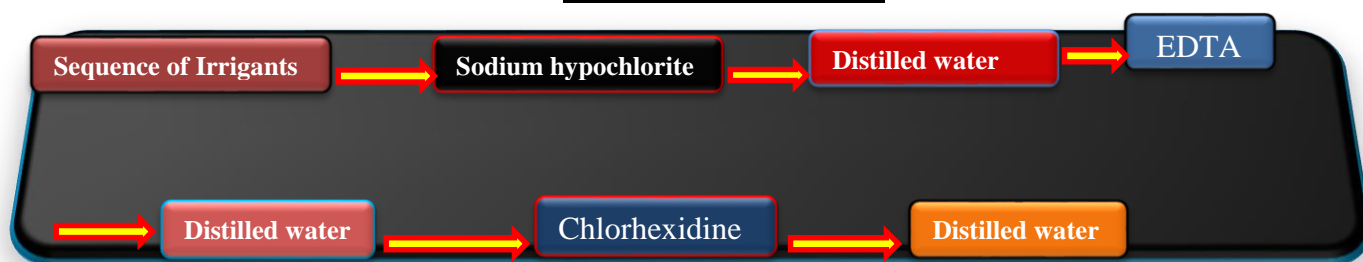 Sequence of Irrigants
Sodium hypochlorite
Distilled water
EDTA
Distilled water
Chlorhexidine
Distilled water